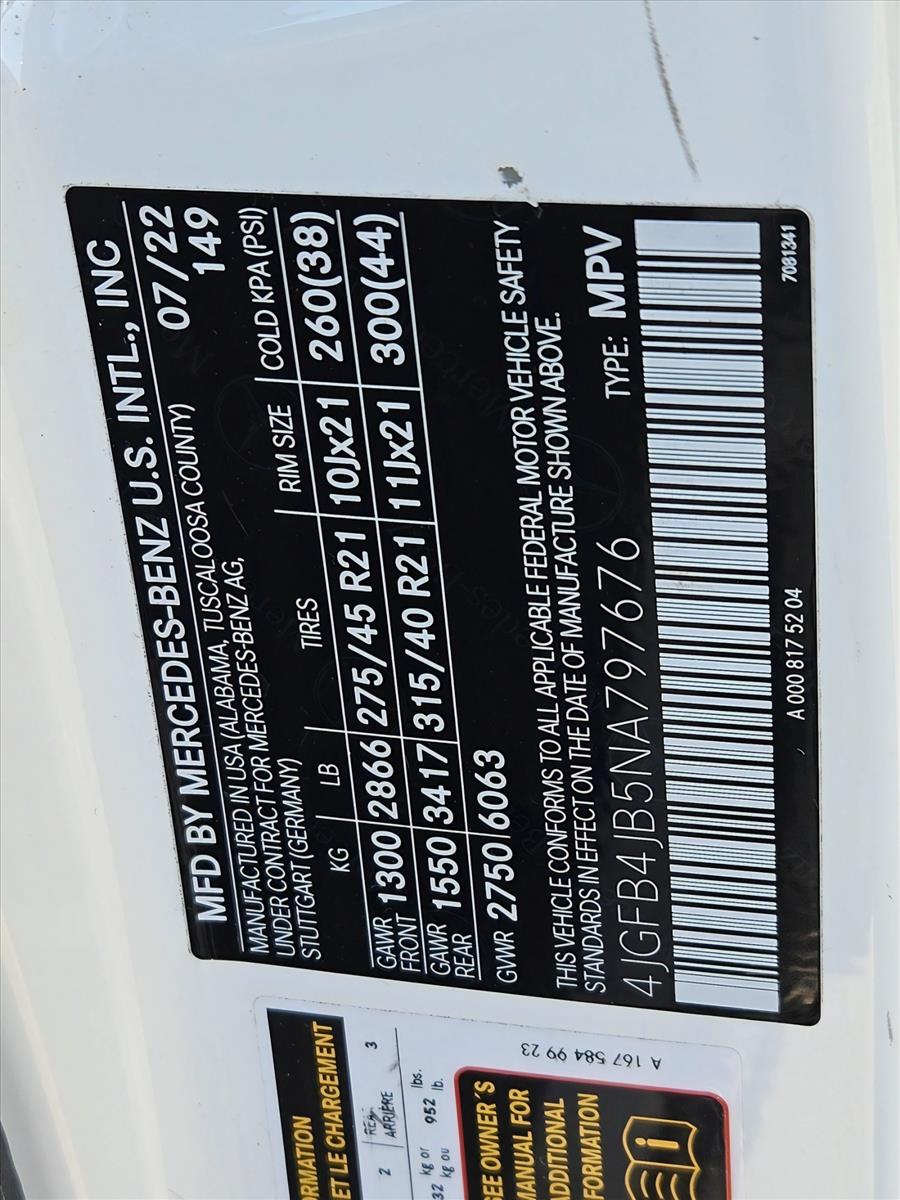 MFD BY MERCEDES-BENZ U.S. INTL., INC
MANUFACTURED IN USA (ALABAMA, TUSCALOOSA COUNTY) 07/22
UNDER CONTRACT FOR MERCEDES-BENZ AG, 149
STUTTGART (GERMANY)
KG LB TIRES RIM SIZE COLD KPA (PSI)
GAWR FRONT 1300 2866 275/45 R21 10Jx21 260(38)
GAWR REAR 1550 3417 315/40 R21 11Jx21 300(44)
GVWR 2750 6063
THIS VEHICLE CONFORMS TO ALL APPLICABLE FEDERAL MOTOR VEHICLE SAFETY
STANDARDS IN EFFECT ON THE DATE OF MANUFACTURE SHOWN ABOVE.
4JGFB4JB5NA797676 TYPE: MPV
A 000 817 52 04 7081341
ET LE CHARGEMENT
2 REAR ARRIÈRE 3
kg or 952 lbs.
kg ou lb.
SEE OWNER'S
MANUAL FOR
ADDITIONAL
A 167 584 99 23